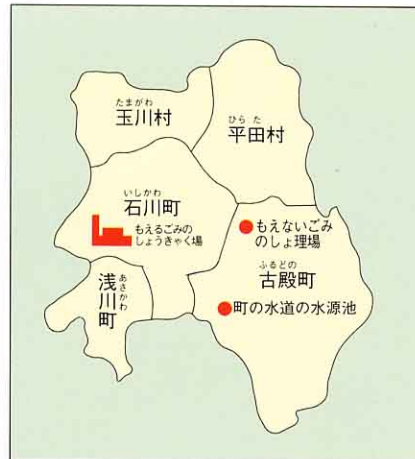 たまがわ
玉川村
ひらた
平田村
いしかわ
石川町
もえるごみの
しょうきゃく場
もえないごみ
のしょ理場
ふるどの
古殿町
あさかわ
浅川町
町の水道の水源池